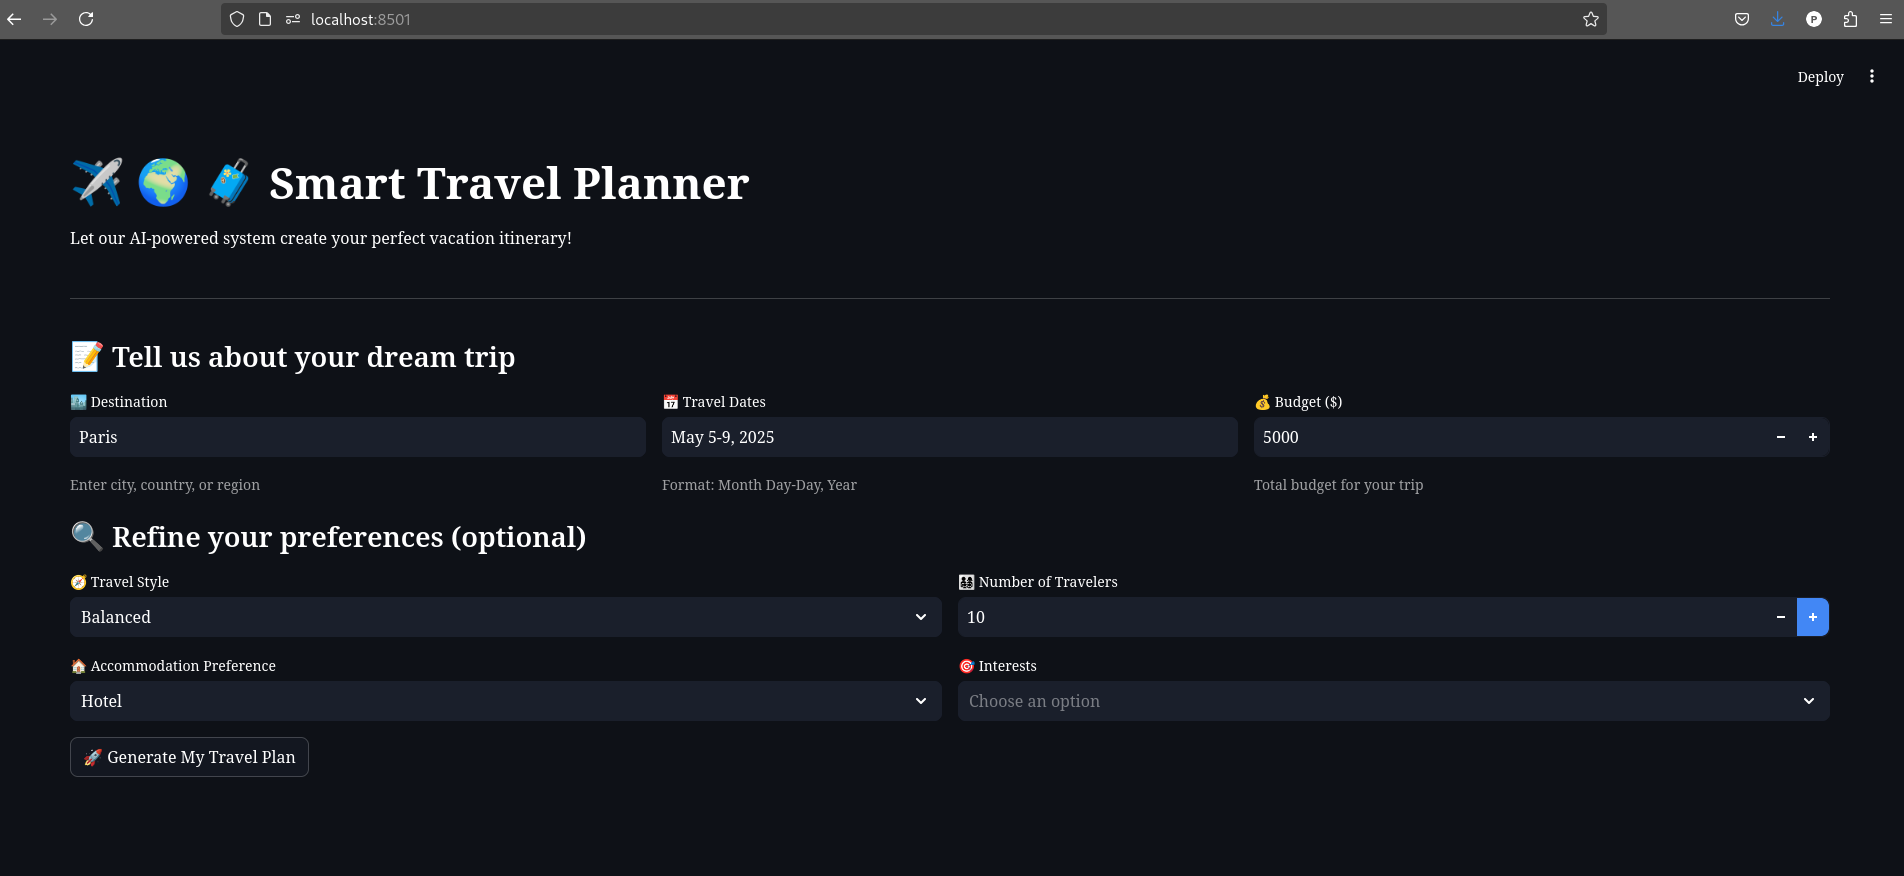 localhost:8501
Deploy
✈️ 🌍 🧳 Smart Travel Planner
Let our AI-powered system create your perfect vacation itinerary!
📝 Tell us about your dream trip
🏙️ Destination
📅 Travel Dates
💰 Budget ($)
Paris
May 5-9, 2025
5000
Enter city, country, or region
Format: Month Day-Day, Year
Total budget for your trip
🔍 Refine your preferences (optional)
🧭 Travel Style
👨‍👩‍👧‍👦 Number of Travelers
Balanced
10
🏠 Accommodation Preference
🎯 Interests
Hotel
Choose an option
🚀 Generate My Travel Plan